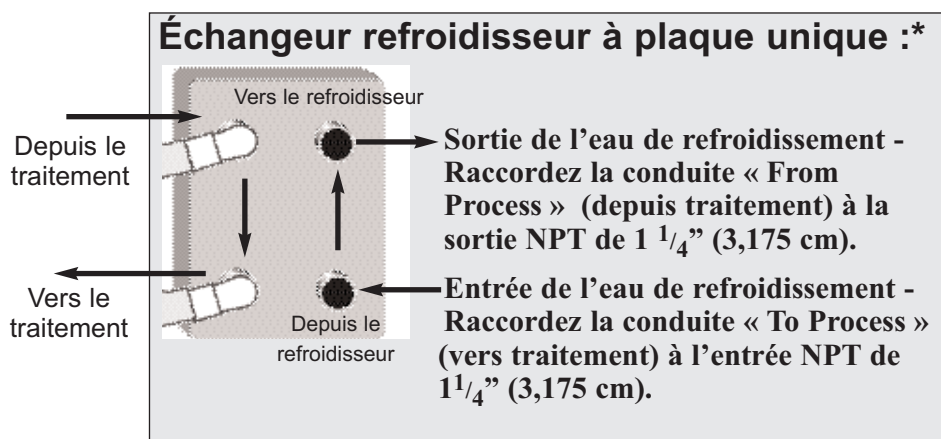 Échangeur refroidisseur à plaque unique :*
Vers le refroidisseur
Depuis le
traitement
Sortie de l’eau de refroidissement -
Raccordez la conduite « From
Process » (depuis traitement) à la
sortie NPT de 1 1/4” (3,175 cm).
Vers le
traitement
Depuis le
refroidisseur
Entrée de l’eau de refroidissement -
Raccordez la conduite « To Process »
(vers traitement) à l’entrée NPT de
11/4” (3,175 cm).